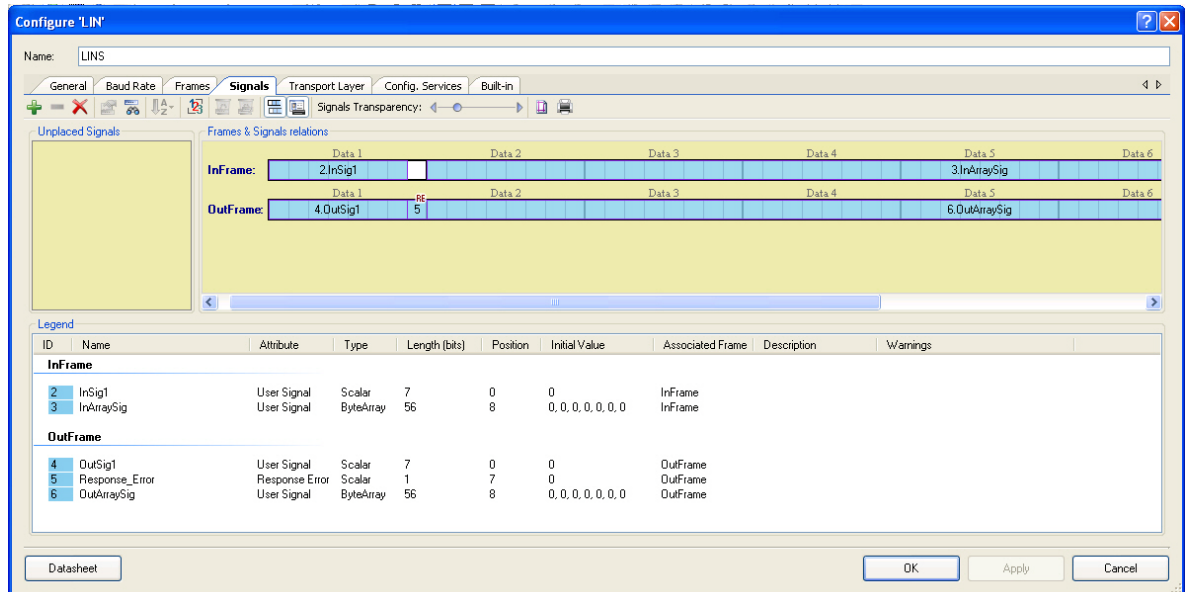 Configure 'LIN'
Name: LINS
General Baud Rate Frames Signals Transport Layer Config. Services Built-in
Signals Transparency:
Unplaced Signals Frames & Signals relations
Data 1 Data 2 Data 3 Data 4 Data 5 Data 6
InFrame: 2.InSig1 3.InArraySig
Data 1 RE Data 2 Data 3 Data 4 Data 5 Data 6
OutFrame: 4.OutSig1 5 6.OutArraySig
Legend
ID Name Attribute Type Length (bits) Position Initial Value Associated Frame Description Warnings
InFrame
2 InSig1 User Signal Scalar 7 0 0 InFrame
3 InArraySig User Signal ByteArray 56 8 0, 0, 0, 0, 0, 0, 0 InFrame
OutFrame
4 OutSig1 User Signal Scalar 7 0 0 OutFrame
5 Response_Error Response Error Scalar 1 7 0 OutFrame
6 OutArraySig User Signal ByteArray 56 8 0, 0, 0, 0, 0, 0, 0 OutFrame
Datasheet OK Apply Cancel